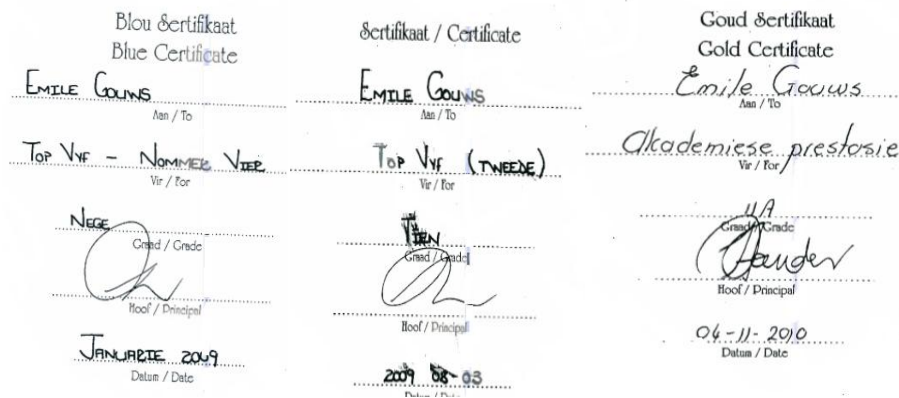 Blou Sertifikaat
Blue Certificate
EMILE GOUWS
Aan / To
TOP VYF - NOMMER VIER
Vir / For
NEGE
Graad / Grade
Hoof / Principal
JANUARIE 2009
Datum / Date
Sertifikaat / Certificate
EMILE GOUWS
Aan / To
TOP VYF (TWEEDE)
Vir / For
TIEN
Graad / Grade
Hoof / Principal
2009 08-03
Datum / Date
Goud Sertifikaat
Gold Certificate
Emile Gouws
Aan / To
Akademiese prestasie
Vir / For
11A
Graad / Grade
Hoof / Principal
04-11-2010
Datum / Date